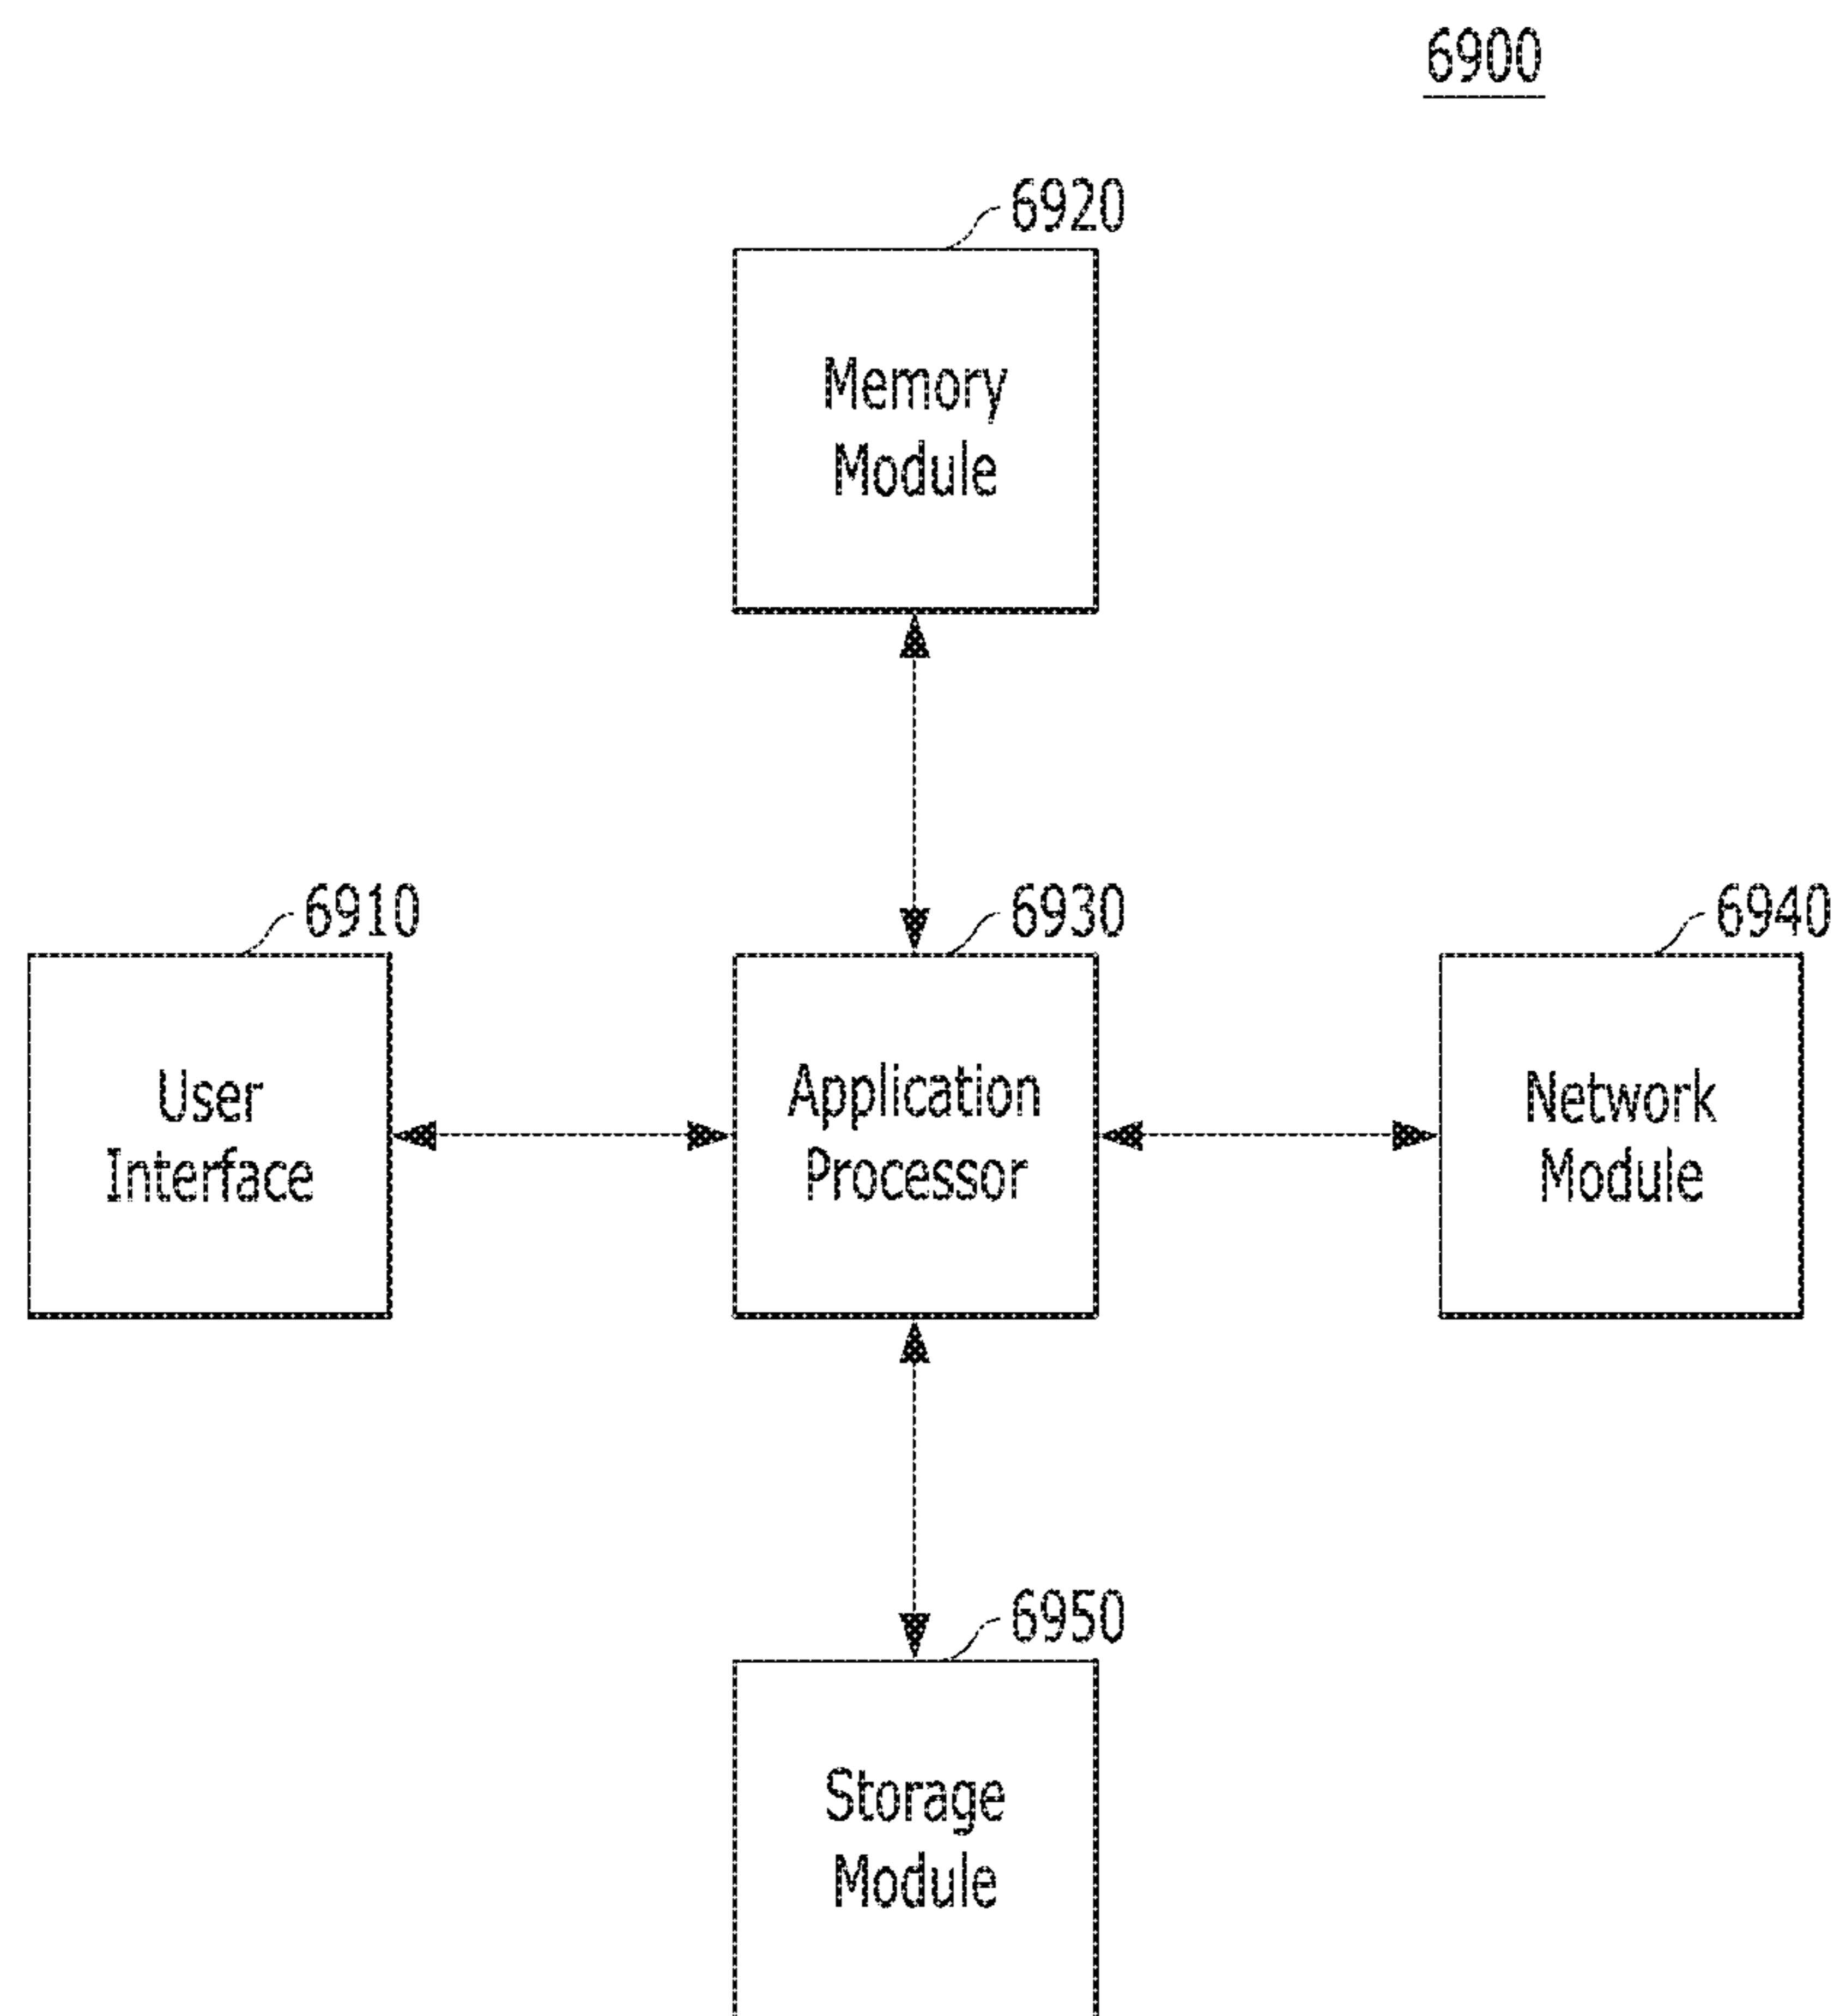 6900
6920
Memory
Module
6910
6930
6940
User
Interface
Application
Processor
Network
Module
6950
Storage
Module